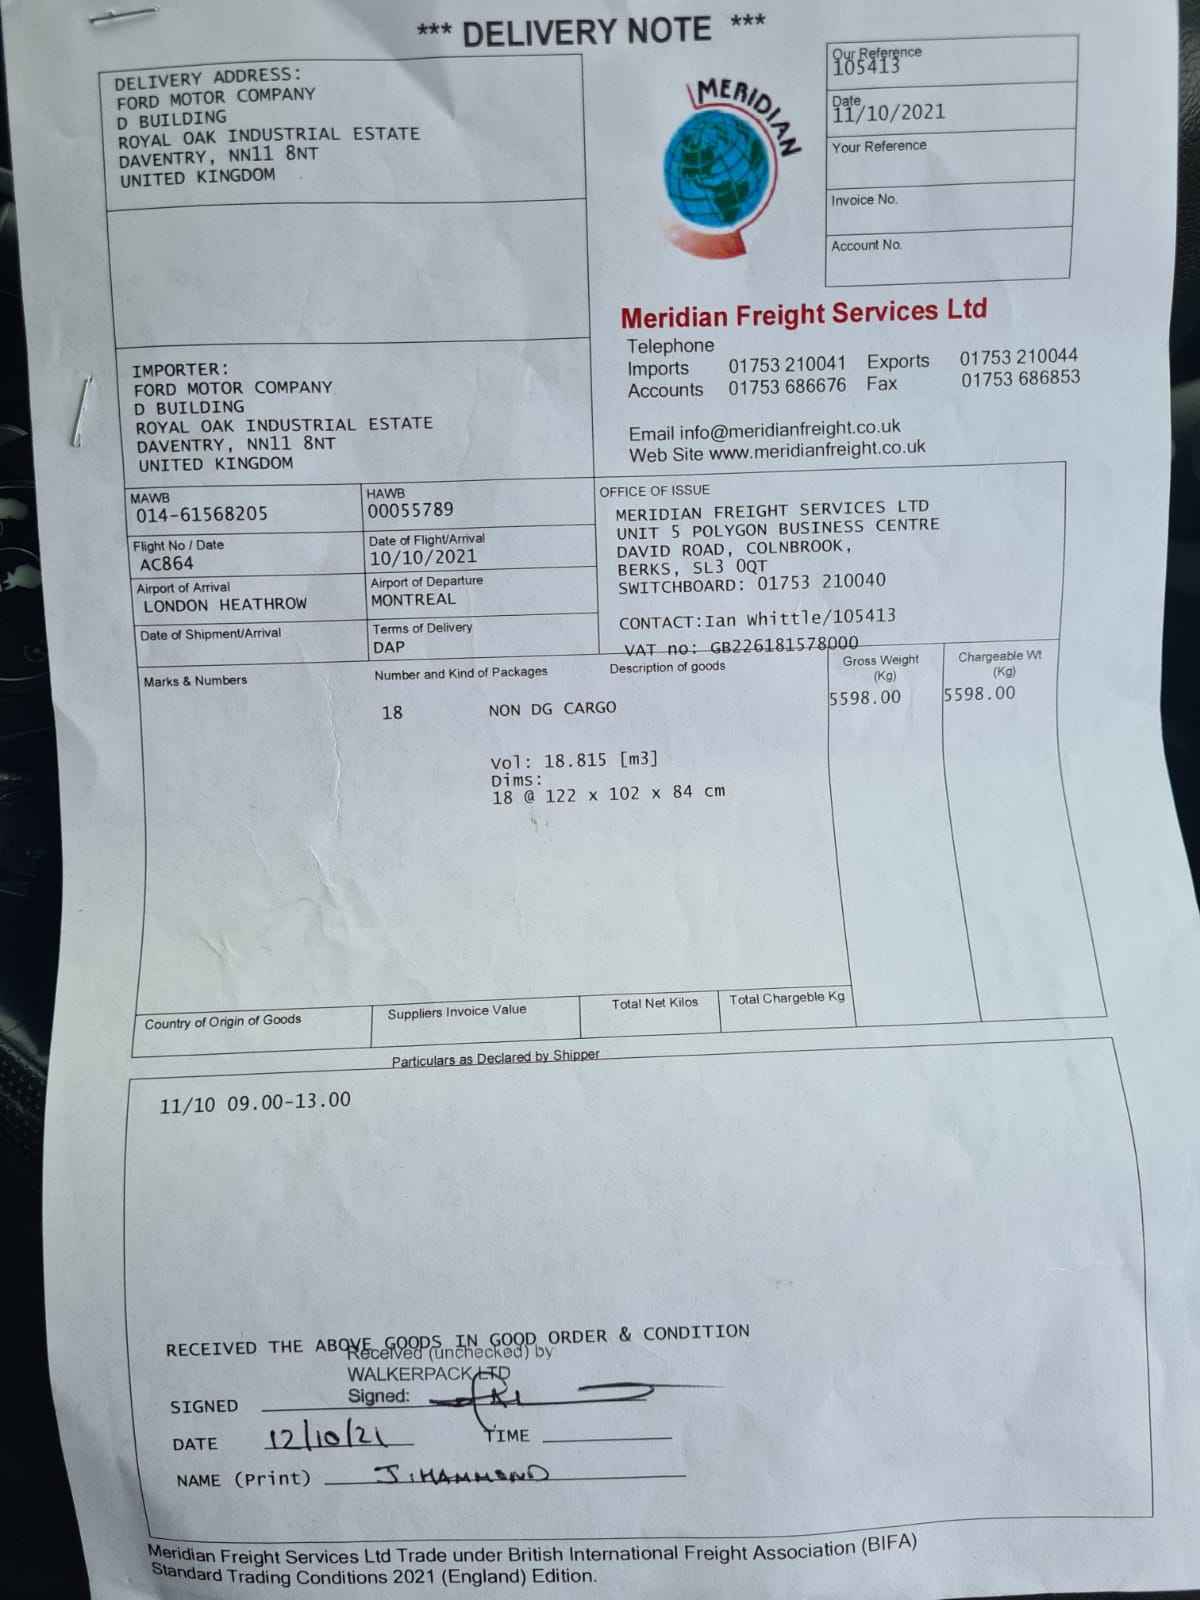 *** DELIVERY NOTE ***
DELIVERY ADDRESS:
FORD MOTOR COMPANY
D BUILDING
ROYAL OAK INDUSTRIAL ESTATE
DAVENTRY, NN11 8NT
UNITED KINGDOM
MERIDIAN
Our Reference
105413
Date
11/10/2021
Your Reference
Invoice No.
Account No.
Meridian Freight Services Ltd
Telephone
Imports 01753 210041 Exports 01753 210044
Accounts 01753 686676 Fax 01753 686853
Email info@meridianfreight.co.uk
Web Site www.meridianfreight.co.uk
IMPORTER:
FORD MOTOR COMPANY
D BUILDING
ROYAL OAK INDUSTRIAL ESTATE
DAVENTRY, NN11 8NT
UNITED KINGDOM
MAWB
014-61568205
HAWB
00055789
Flight No / Date
AC864
Date of Flight/Arrival
10/10/2021
Airport of Arrival
LONDON HEATHROW
Airport of Departure
MONTREAL
Date of Shipment/Arrival
Terms of Delivery
DAP
OFFICE OF ISSUE
MERIDIAN FREIGHT SERVICES LTD
UNIT 5 POLYGON BUSINESS CENTRE
DAVID ROAD, COLNBROOK,
BERKS, SL3 0QT
SWITCHBOARD: 01753 210040
CONTACT:Ian Whittle/105413
VAT no: GB226181578000
Marks & Numbers
Number and Kind of Packages
Description of goods
Gross Weight
(Kg)
Chargeable Wt
(Kg)
18 NON DG CARGO
5598.00
5598.00
Vol: 18.815 [m3]
Dims:
18 @ 122 x 102 x 84 cm
Country of Origin of Goods
Suppliers Invoice Value
Total Net Kilos
Total Chargeble Kg
Particulars as Declared by Shipper
11/10 09.00-13.00
RECEIVED THE ABOVE GOODS IN GOOD ORDER & CONDITION
Received (unchecked) by
WALKERPACK LTD
Signed:
SIGNED
DATE 12/10/21 TIME
NAME (Print) J. HAMMOND
Meridian Freight Services Ltd Trade under British International Freight Association (BIFA)
Standard Trading Conditions 2021 (England) Edition.